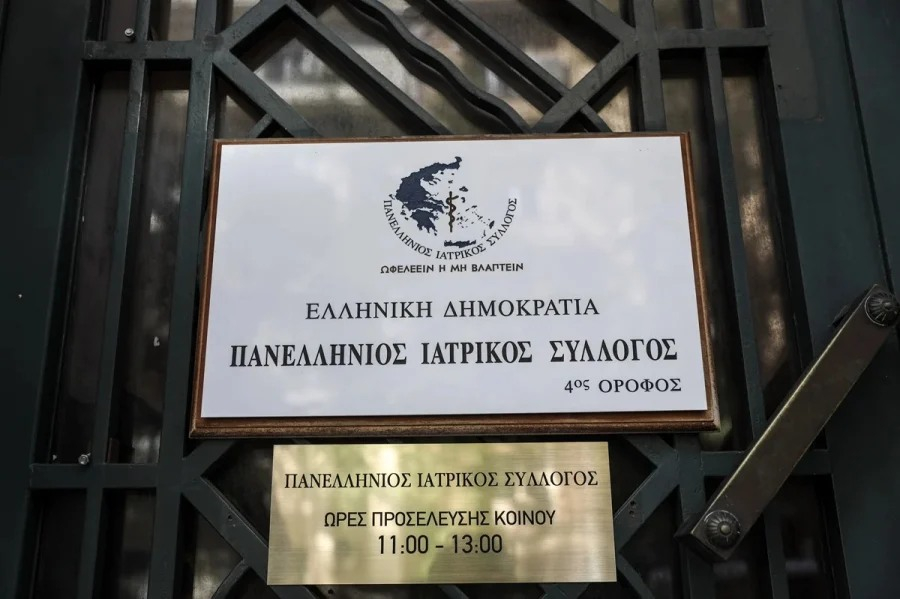 ΠΑΝΕΛΛΗΝΙΟΣ ΙΑΤΡΙΚΟΣ ΣΥΛΛΟΓΟΣ
ΩΦΕΛΕΕΙΝ Η ΜΗ ΒΛΑΠΤΕΙΝ
ΕΛΛΗΝΙΚΗ ΔΗΜΟΚΡΑΤΙΑ
ΠΑΝΕΛΛΗΝΙΟΣ ΙΑΤΡΙΚΟΣ ΣΥΛΛΟΓΟΣ
4ος ΟΡΟΦΟΣ
ΠΑΝΕΛΛΗΝΙΟΣ ΙΑΤΡΙΚΟΣ ΣΥΛΛΟΓΟΣ
ΩΡΕΣ ΠΡΟΣΕΛΕΥΣΗΣ ΚΟΙΝΟΥ
11:00 - 13:00